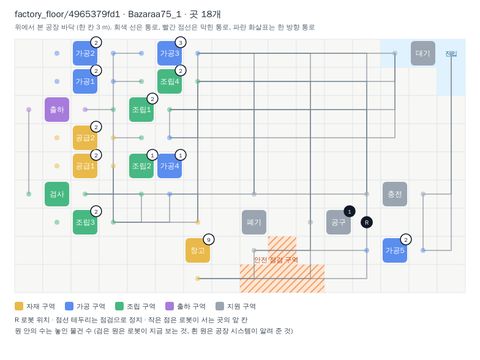 factory_floor/4965379fd1 · Bazaraa75_1 · 곳 18개
위에서 본 공장 바닥 (한 칸 3 m). 회색 선은 통로, 빨간 점선은 막힌 통로, 파란 화살표는 한 방향 통로
가공2 2 가공3 3 대기 진입
가공1 2 조립4 2
출하 조립1 2
공급2 2
공급1 2 조립2 1 가공4 1
검사 충전
조립3 2 폐기 공구 1 R
창고 9 안전 점검 구역 가공5 2
자재 구역 가공 구역 조립 구역 출하 구역 지원 구역
R 로봇 위치 · 점선 테두리는 점검으로 정지 · 작은 점은 로봇이 서는 곳의 앞 칸
원 안의 수는 놓인 물건 수 (검은 원은 로봇이 지금 보는 것, 흰 원은 공장 시스템이 알려 준 것)